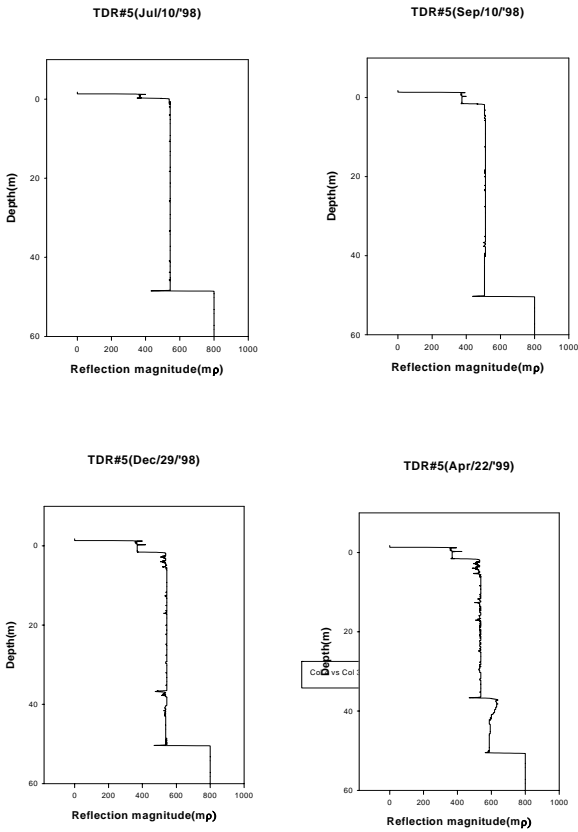 TDR#5(Jul/10/'98)
0
20
40
60
Depth(m)
0 200 400 600 800 1000
Reflection magnitude(mρ)
TDR#5(Sep/10/'98)
0
20
40
60
Depth(m)
0 200 400 600 800 1000
Reflection magnitude(mρ)
TDR#5(Dec/29/'98)
0
20
40
60
Depth(m)
0 200 400 600 800 1000
Reflection magnitude(mρ)
TDR#5(Apr/22/'99)
0
20
40
60
Depth(m)
vs Col
0 200 400 600 800 1000
Reflection magnitude(mρ)